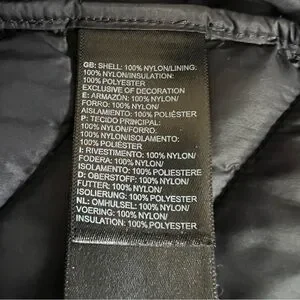 GB: SHELL: 100% NYLON/LINING:
100% NYLON/INSULATION:
100% POLYESTER
EXCLUSIVE OF DECORATION
E: ARMAZÓN: 100% NYLON/
FORRO: 100% NYLON/
AISLAMIENTO: 100% POLIÉSTER
P: TECIDO PRINCIPAL:
100% NYLON/FORRO:
100% NYLON/ISOLAMENTO:
100% POLIÉSTER
I: RIVESTIMENTO: 100% NYLON/
FODERA: 100% NYLON/
ISOLAMENTO: 100% POLIESTERE
D: OBERSTOFF: 100% NYLON/
FUTTER: 100% NYLON/
ISOLIERUNG: 100% POLYESTER
NL: OMHULSEL: 100% NYLON/
VOERING: 100% NYLON/
INSULATION: 100% POLYESTER